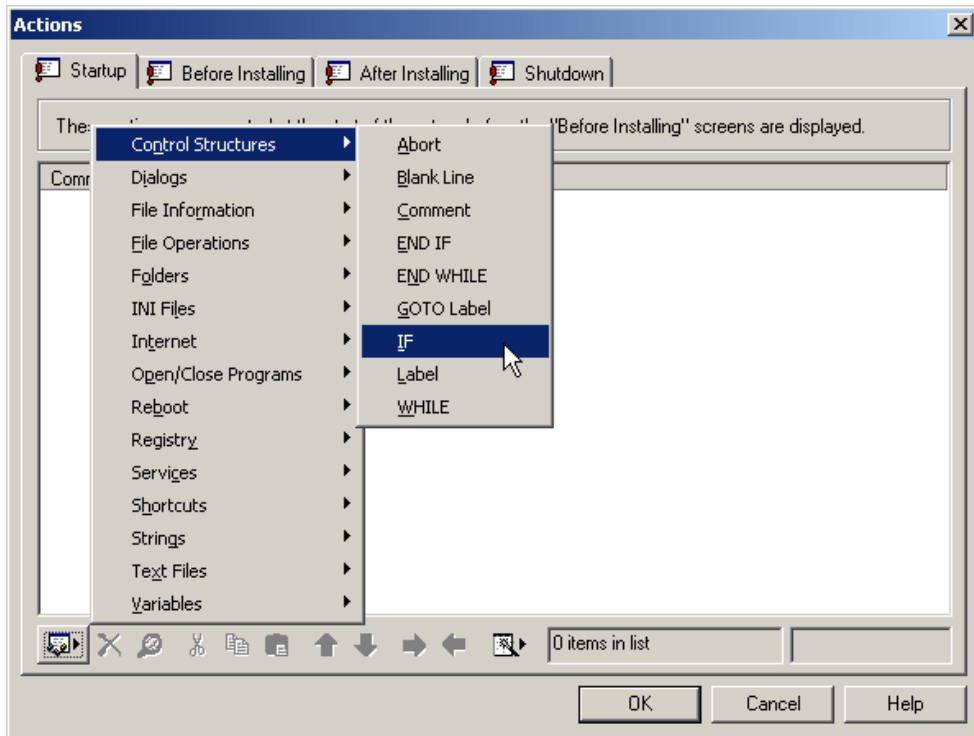 Actions
Startup Before Installing After Installing Shutdown
"Before Installing" screens are displayed.
Control Structures
Dialogs
File Information
File Operations
Folders
INI Files
Internet
Open/Close Programs
Reboot
Registry
Services
Shortcuts
Strings
Text Files
Variables
Abort
Blank Line
Comment
END IF
END WHILE
GOTO Label
IF
Label
WHILE
0 items in list
OK Cancel Help